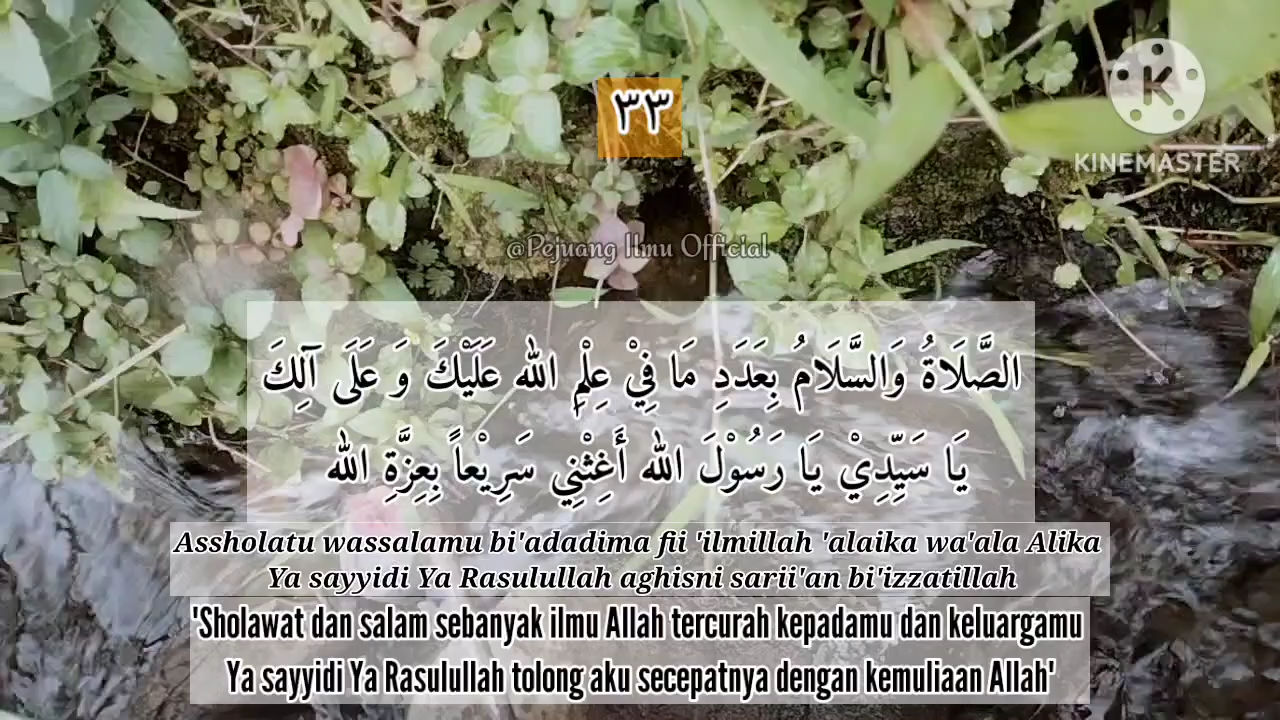 ٣٣
KINEMASTER
@Pejuang Ilmu Official
الصَّلَاةُ وَالسَّلَامُ بِعَدَدِ مَا فِيْ عِلْمِ الله عَلَيْكَ وَ عَلَى آلِكَ
يَا سَيِّدِيْ يَا رَسُوْلَ الله أَغِثْنِي سَرِيْعاً بِعِزَّةِ الله
Assholatu wassalamu bi'adadima fii 'ilmillah 'alaika wa'ala Alika
Ya sayyidi Ya Rasulullah aghisni sarii'an bi'izzatillah
'Sholawat dan salam sebanyak ilmu Allah tercurah kepadamu dan keluargamu
Ya sayyidi Ya Rasulullah tolong aku secepatnya dengan kemuliaan Allah'